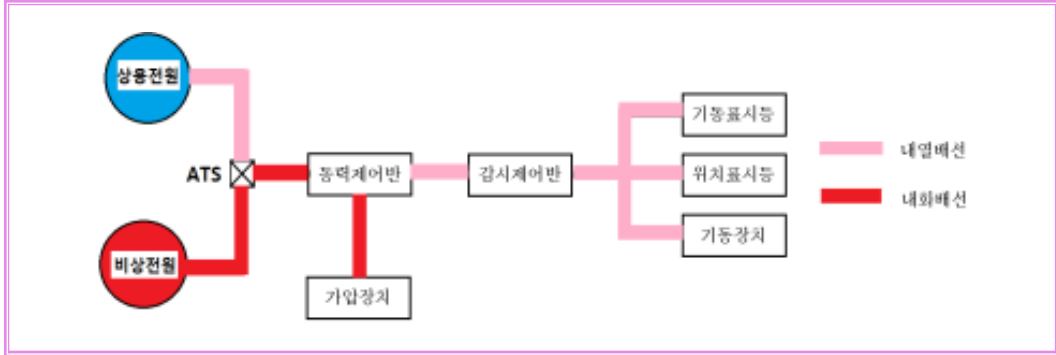 상용전원
기동표시등
내열배선
ATS
동력제어반
감시제어반
위치표시등
내화배선
기동장치
비상전원
가압장치